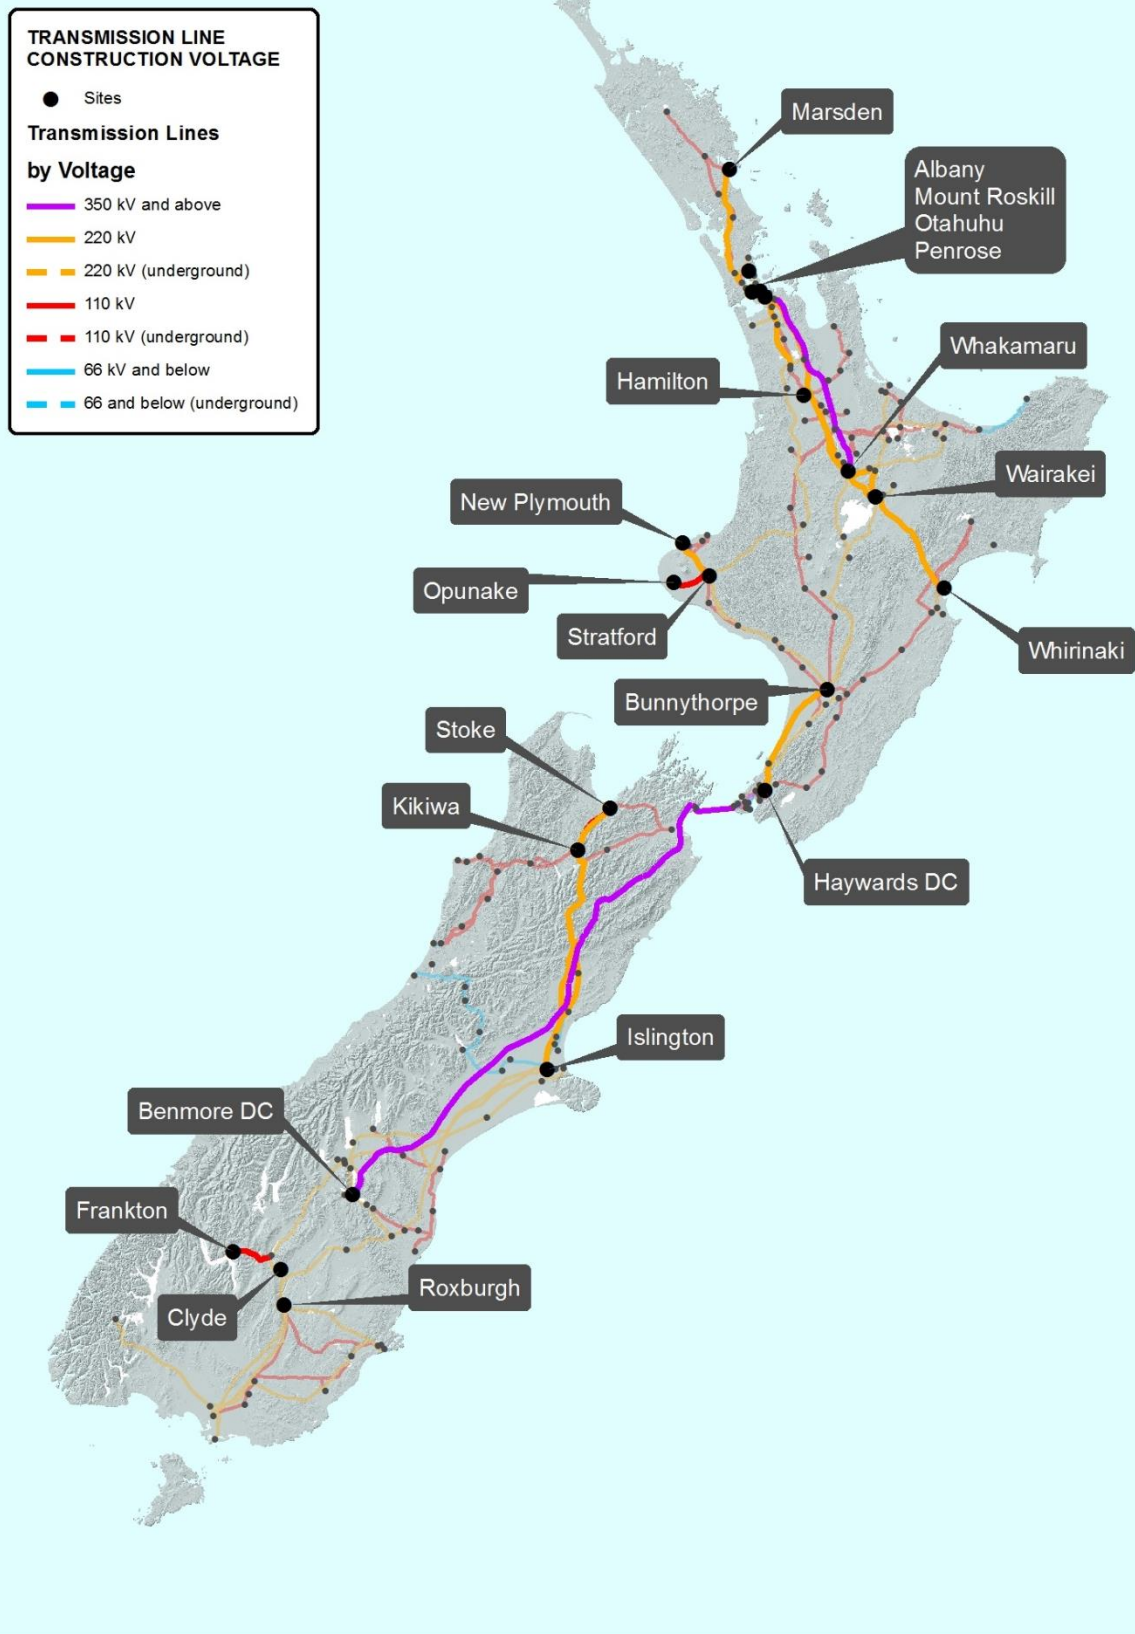 TRANSMISSION LINE
CONSTRUCTION VOLTAGE
Sites
Transmission Lines
by Voltage
350 kV and above
220 kV
220 kV (underground)
110 kV
110 kV (underground)
66 kV and below
66 and below (underground)
Marsden
Albany
Mount Roskill
Otahuhu
Penrose
Whakamaru
Hamilton
Wairakei
New Plymouth
Opunake
Stratford
Whirinaki
Bunnythorpe
Stoke
Kikiwa
Haywards DC
Islington
Benmore DC
Frankton
Roxburgh
Clyde